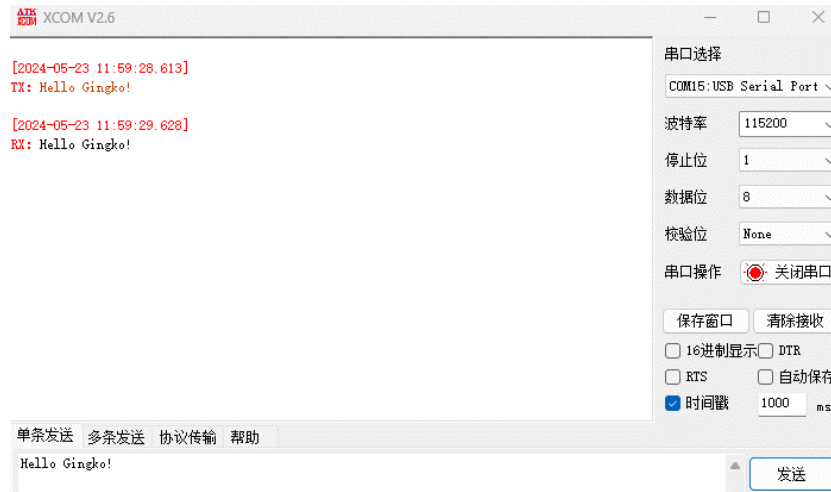 ATK XCOM XCOM V2.6
[2024-05-23 11:59:28.613]
TX: Hello Gingko!
[2024-05-23 11:59:29.628]
RX: Hello Gingko!
串口选择
COM15:USB Serial Port
波特率 115200
停止位 1
数据位 8
校验位 None
串口操作 关闭串口
保存窗口 清除接收
16进制显示 DTR
RTS 自动保存
时间戳 1000 ms
单条发送 多条发送 协议传输 帮助
Hello Gingko!
发送